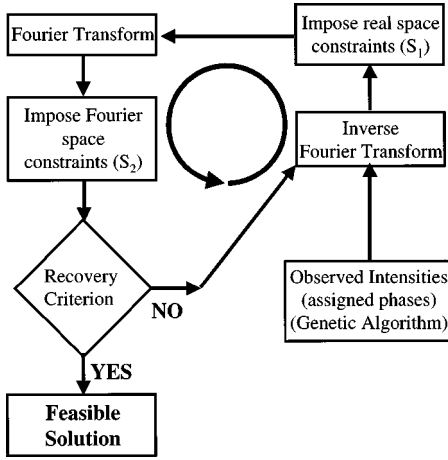 Fourier Transform
Impose real space
constraints (S₁)
Impose Fourier
space
constraints (S₂)
Inverse
Fourier Transform
Recovery
Criterion
NO
Observed Intensities
(assigned phases)
(Genetic Algorithm)
YES
Feasible
Solution